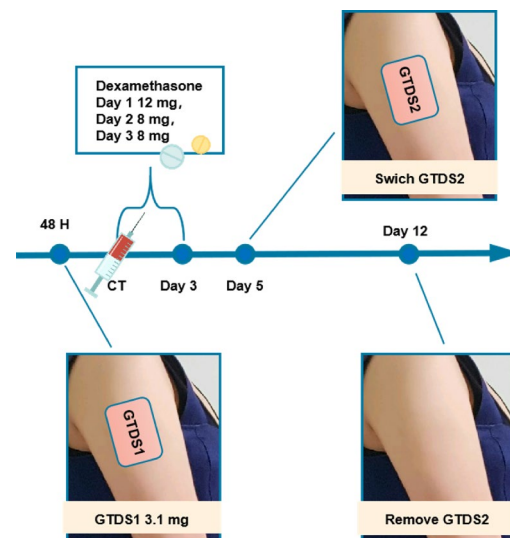 GTDS2
Swich GTDS2
Dexamethasone
Day 1 12 mg,
Day 2 8 mg,
Day 3 8 mg
48 H
CT
Day 3
Day 5
Day 12
GTDS1
GTDS1 3.1 mg
Remove GTDS2